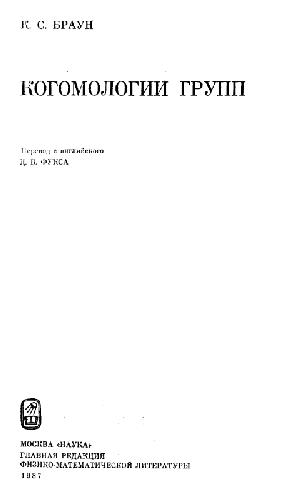 К. С. БРАУН
КОГОМОЛОГИИ ГРУПП
Перевод с английского
Д. Б. ФУКСА
МОСКВА «НАУКА»
ГЛАВНАЯ РЕДАКЦИЯ
ФИЗИКО-МАТЕМАТИЧЕСКОЙ ЛИТЕРАТУРЫ
1987